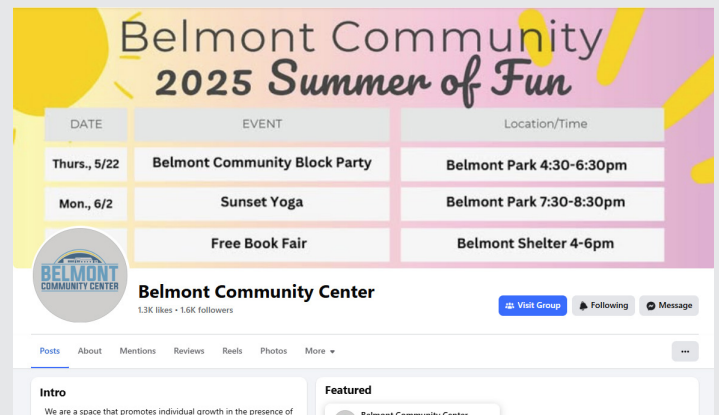 Belmont Community
2025 Summer of Fun
DATE EVENT Location/Time
Thurs., 5/22 Belmont Community Block Party Belmont Park 4:30-6:30pm
Mon., 6/2 Sunset Yoga Belmont Park 7:30-8:30pm
Free Book Fair Belmont Shelter 4-6pm
BELMONT
COMMUNITY CENTER
Belmont Community Center
1.3K likes • 1.6K followers
Visit Group Following Message
Posts About Mentions Reviews Reels Photos More
Intro
We are a space that promotes individual growth in the presence of
Featured
Belmont Community Center